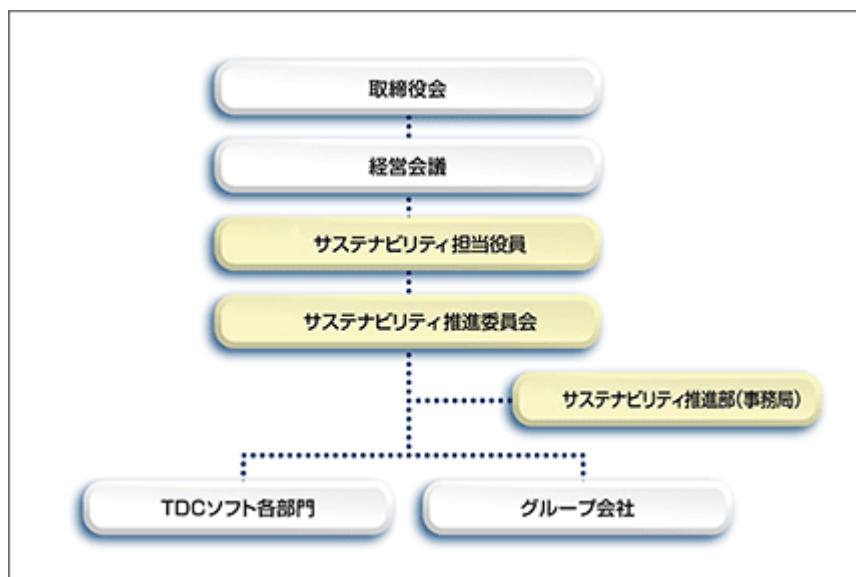 取締役会
経営会議
サステナビリティ担当役員
サステナビリティ推進委員会
サステナビリティ推進部(事務局)
TDCソフト各部門
グループ会社